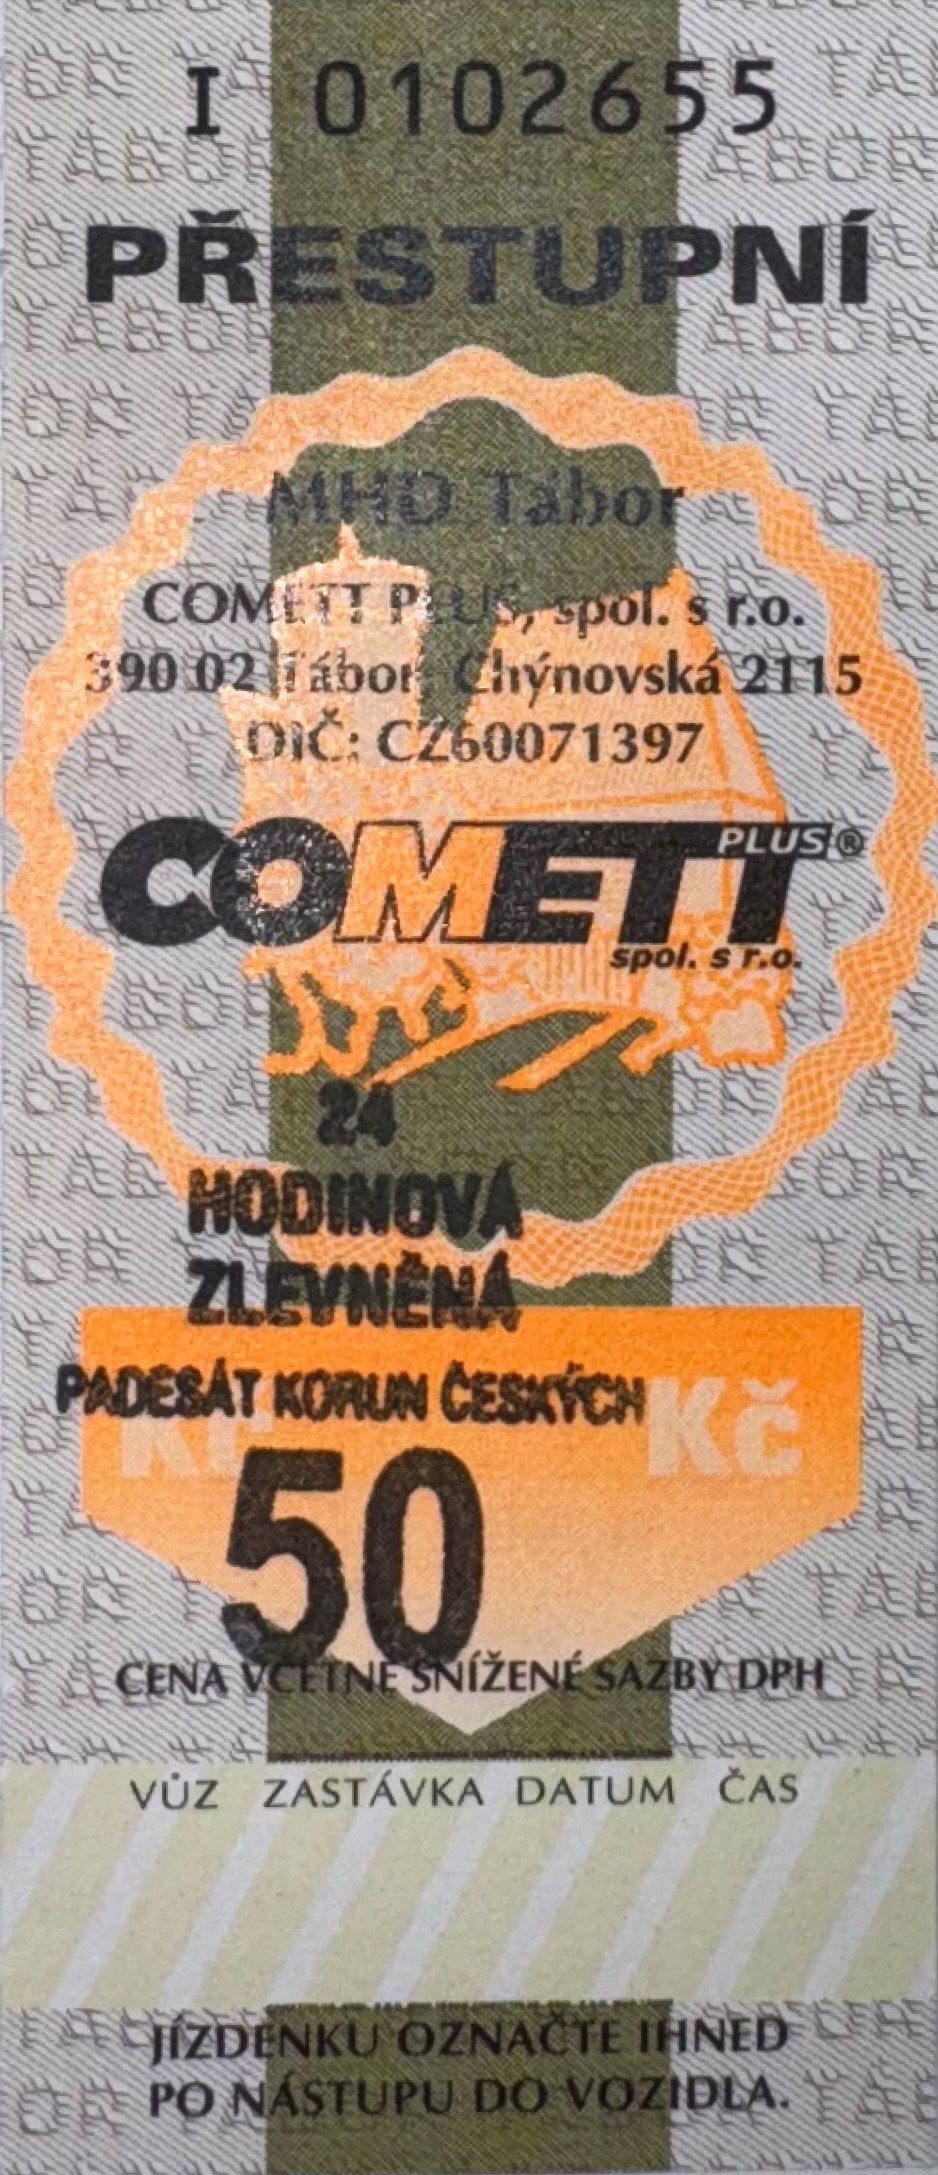 I 0102655
PŘESTUPNÍ
MHD Tábor
COMETT PLUS, spol. s r.o.
390 02 Tábor, Chýnovská 2115
DIČ: CZ60071397
COMETT PLUS®
spol. s r.o.
24
HODINOVÁ
ZLEVNĚNÁ
PADESÁT KORUN ČESKÝCH
Kč Kč
50
CENA VČETNĚ SNÍŽENÉ SAZBY DPH
VŮZ ZASTÁVKA DATUM ČAS
JÍZDENKU OZNAČTE IHNED
PO NÁSTUPU DO VOZIDLA.